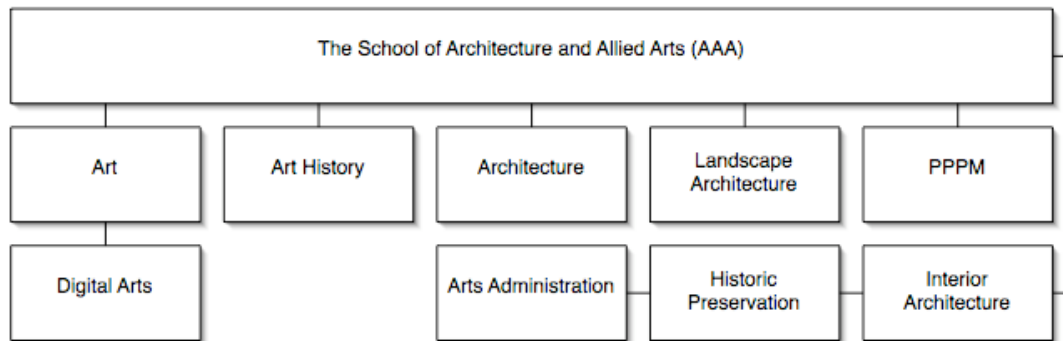 The School of Architecture and Allied Arts (AAA)
Art
Art History
Architecture
Landscape
Architecture
PPPM
Digital Arts
Arts Administration
Historic
Preservation
Interior
Architecture